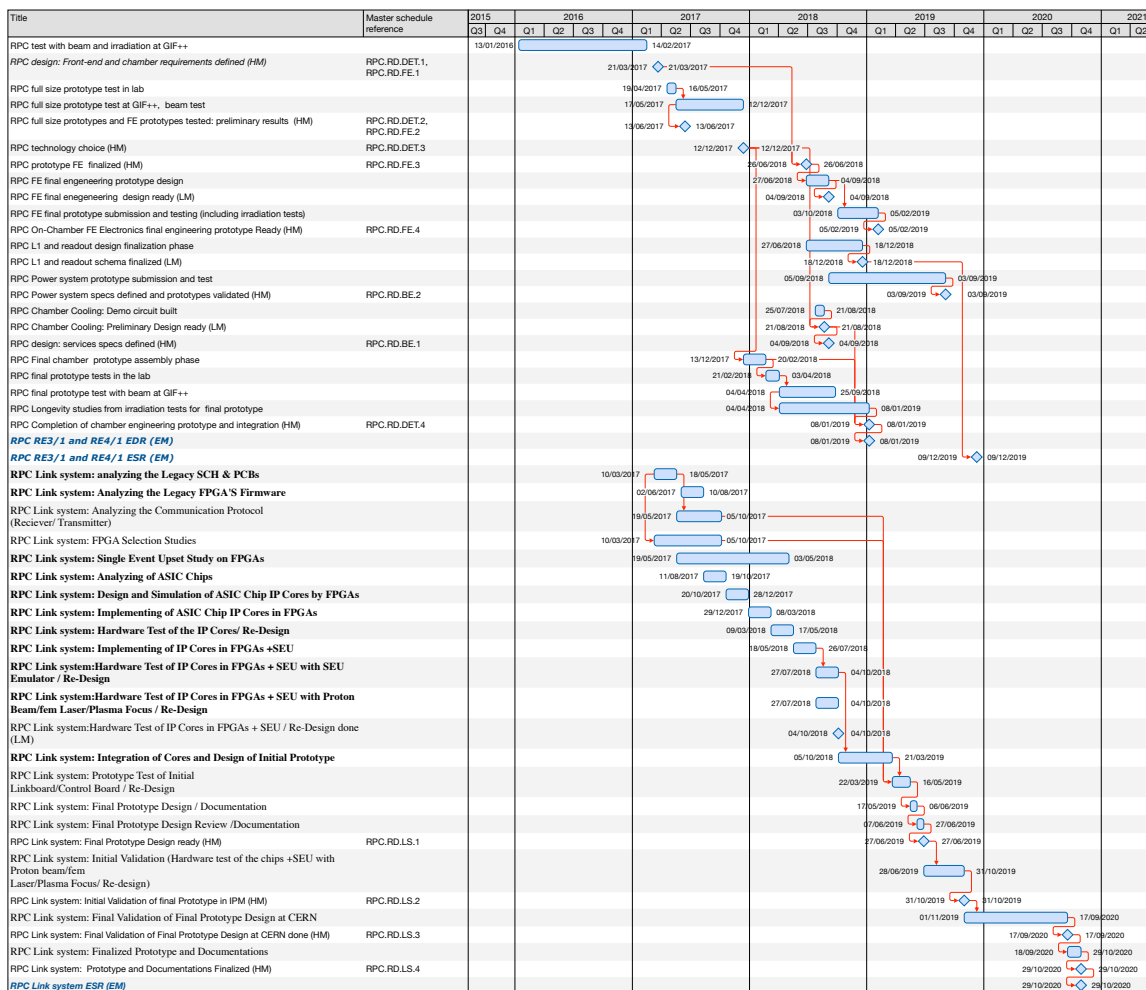 Title Master schedule reference 2015 2016 2017 2018 2019 2020 2021
Q3 Q4 Q1 Q2 Q3 Q4 Q1 Q2 Q3 Q4 Q1 Q2 Q3 Q4 Q1 Q2 Q3 Q4 Q1 Q2 Q3 Q4 Q1 Q2
RPC test with beam and irradiation at GIF++ 13/01/2016 14/02/2017
RPC design: Front-end and chamber requirements defined (HM) RPC.RD.DET.1, RPC.RD.FE.1 21/03/2017 21/03/2017
RPC full size prototype test in lab 19/04/2017 16/05/2017
RPC full size prototype test at GIF++, beam test 17/05/2017 12/12/2017
RPC full size prototypes and FE prototypes tested: preliminary results (HM) RPC.RD.DET.2, RPC.RD.FE.2 13/06/2017 13/06/2017
RPC technology choice (HM) RPC.RD.DET.3 12/12/2017 12/12/2017
RPC prototype FE finalized (HM) RPC.RD.FE.3 26/06/2018 26/06/2018
RPC FE final engeneering prototype design 27/06/2018 04/09/2018
RPC FE final enegeneering design ready (LM) 04/09/2018 04/09/2018
RPC FE final prototype submission and testing (including irradiation tests) 03/10/2018 05/02/2019
RPC On-Chamber FE Electronics final engineering prototype Ready (HM) RPC.RD.FE.4 05/02/2019 05/02/2019
RPC L1 and readout design finalization phase 27/06/2018 18/12/2018
RPC L1 and readout schema finalized (LM) 18/12/2018 18/12/2018
RPC Power system prototype submission and test 05/09/2018 03/09/2019
RPC Power system specs defined and prototypes validated (HM) RPC.RD.BE.2 03/09/2019 03/09/2019
RPC Chamber Cooling: Demo circuit built 25/07/2018 21/08/2018
RPC Chamber Cooling: Preliminary Design ready (LM) 21/08/2018 21/08/2018
RPC design: services specs defined (HM) RPC.RD.BE.1 04/09/2018 04/09/2018
RPC Final chamber prototype assembly phase 13/12/2017 20/02/2018
RPC final prototype tests in the lab 21/02/2018 03/04/2018
RPC final prototype test with beam at GIF++ 04/04/2018 25/09/2018
RPC Longevity studies from irradiation tests for final prototype 04/04/2018 08/01/2019
RPC Completion of chamber engineering prototype and integration (HM) RPC.RD.DET.4 08/01/2019 08/01/2019
RPC RE3/1 and RE4/1 EDR (EM) 08/01/2019 08/01/2019
RPC RE3/1 and RE4/1 ESR (EM) 09/12/2019 09/12/2019
RPC Link system: analyzing the Legacy SCH & PCBs 10/03/2017 18/05/2017
RPC Link system: Analyzing the Legacy FPGA'S Firmware 02/06/2017 10/08/2017
RPC Link system: Analyzing the Communication Protocol
(Reciever/ Transmitter) 19/05/2017 05/10/2017
RPC Link system: FPGA Selection Studies 10/03/2017 05/10/2017
RPC Link system: Single Event Upset Study on FPGAs 19/05/2017 03/05/2018
RPC Link system: Analyzing of ASIC Chips 11/08/2017 19/10/2017
RPC Link system: Design and Simulation of ASIC Chip IP Cores by FPGAs 20/10/2017 28/12/2017
RPC Link system: Implementing of ASIC Chip IP Cores in FPGAs 29/12/2017 08/03/2018
RPC Link system: Hardware Test of the IP Cores/ Re-Design 09/03/2018 17/05/2018
RPC Link system: Implementing of IP Cores in FPGAs +SEU 18/05/2018 26/07/2018
RPC Link system:Hardware Test of IP Cores in FPGAs + SEU with SEU
Emulator / Re-Design 27/07/2018 04/10/2018
RPC Link system:Hardware Test of IP Cores in FPGAs + SEU with Proton
Beam/fem Laser/Plasma Focus / Re-Design 27/07/2018 04/10/2018
RPC Link system:Hardware Test of IP Cores in FPGAs + SEU / Re-Design done
(LM) 04/10/2018 04/10/2018
RPC Link system: Integration of Cores and Design of Initial Prototype 05/10/2018 21/03/2019
RPC Link system: Prototype Test of Initial
Linkboard/Control Board / Re-Design 22/03/2019 16/05/2019
RPC Link system: Final Prototype Design / Documentation 17/05/2019 06/06/2019
RPC Link system: Final Prototype Design Review /Documentation 07/06/2019 27/06/2019
RPC Link system: Final Prototype Design ready (HM) RPC.RD.LS.1 27/06/2019 27/06/2019
RPC Link system: Initial Validation (Hardware test of the chips +SEU with
Proton beam/fem
Laser/Plasma Focus/ Re-design) 28/06/2019 31/10/2019
RPC Link system: Initial Validation of final Prototype in IPM (HM) RPC.RD.LS.2 31/10/2019 31/10/2019
RPC Link system: Final Validation of Final Prototype Design at CERN 01/11/2019 17/09/2020
RPC Link system: Final Validation of Final Prototype Design at CERN done (HM) RPC.RD.LS.3 17/09/2020 17/09/2020
RPC Link system: Finalized Prototype and Documentations 18/09/2020 29/10/2020
RPC Link system: Prototype and Documentations Finalized (HM) RPC.RD.LS.4 29/10/2020 29/10/2020
RPC Link system ESR (EM) 29/10/2020 29/10/2020